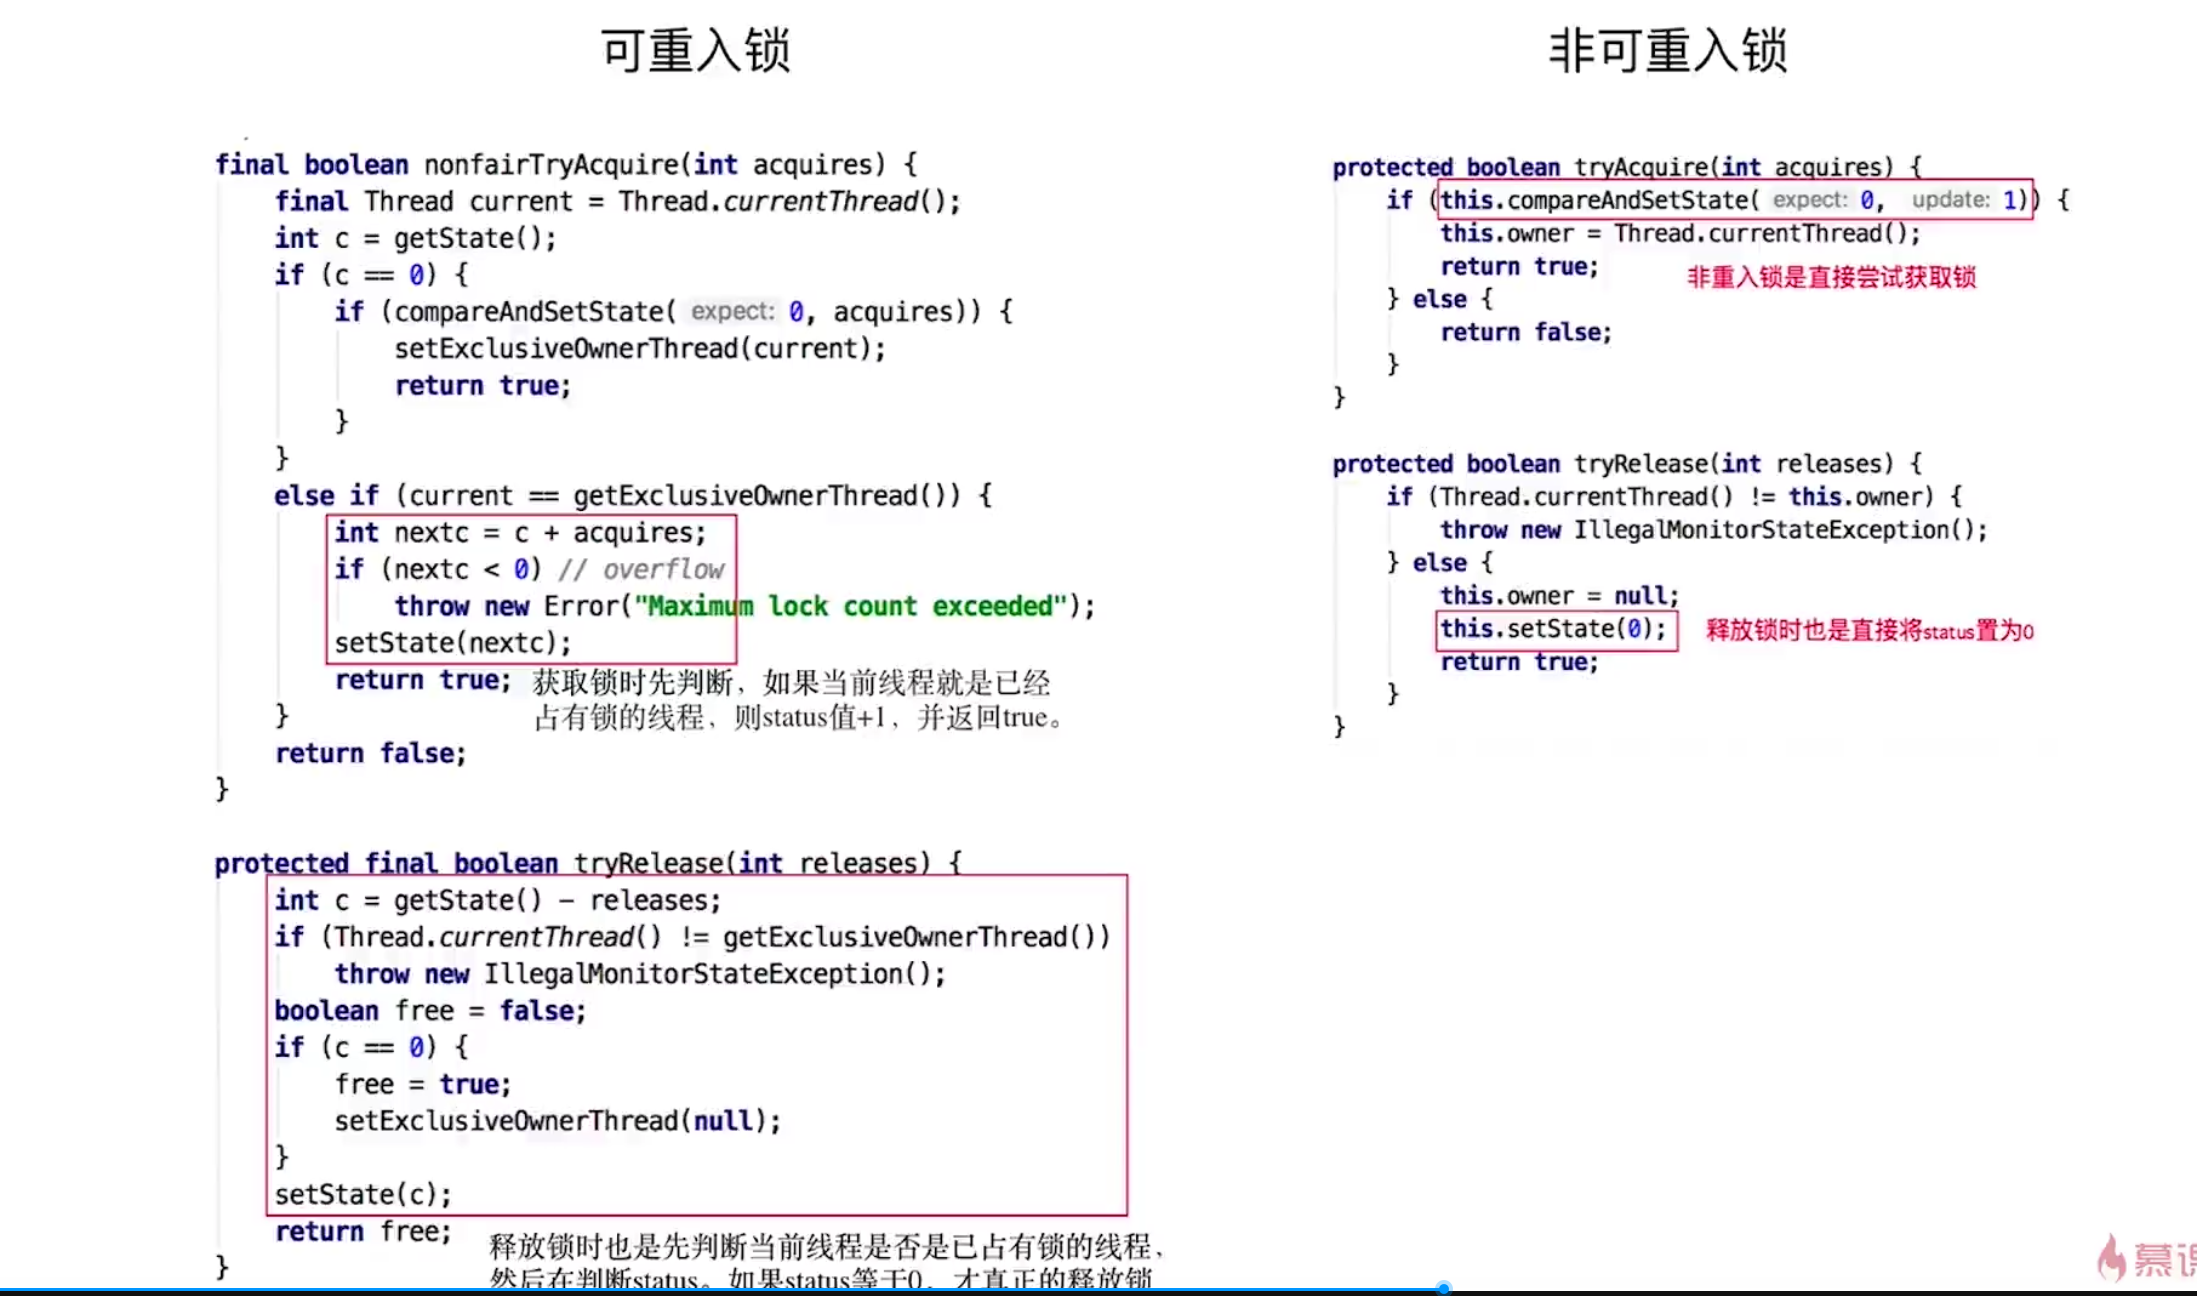 可重入锁
final boolean nonfairTryAcquire(int acquires) {
final Thread current = Thread.currentThread();
int c = getState();
if (c == 0) {
if (compareAndSetState( expect: 0, acquires)) {
setExclusiveOwnerThread(current);
return true;
}
}
else if (current == getExclusiveOwnerThread()) {
int nextc = c + acquires;
if (nextc < 0) // overflow
throw new Error("Maximum lock count exceeded");
setState(nextc);
return true;
获取锁时先判断，如果当前线程就是已经
占有锁的线程，则status值+1，并返回true。
}
return false;
}
protected final boolean tryRelease(int releases) {
int c = getState() - releases;
if (Thread.currentThread() != getExclusiveOwnerThread())
throw new IllegalMonitorStateException();
boolean free = false;
if (c == 0) {
free = true;
setExclusiveOwnerThread(null);
}
setState(c);
return free;
}
释放锁时也是先判断当前线程是否是已占有锁的线程，
然后在判断status。如果status等于0，才真正的释放锁
非可重入锁
protected boolean tryAcquire(int acquires) {
if (this.compareAndSetState( expect: 0, update: 1)) {
this.owner = Thread.currentThread();
return true;
非重入锁是直接尝试获取锁
} else {
return false;
}
}
protected boolean tryRelease(int releases) {
if (Thread.currentThread() != this.owner) {
throw new IllegalMonitorStateException();
} else {
this.owner = null;
this.setState(0);
释放锁时也是直接将status置为0
return true;
}
}
慕